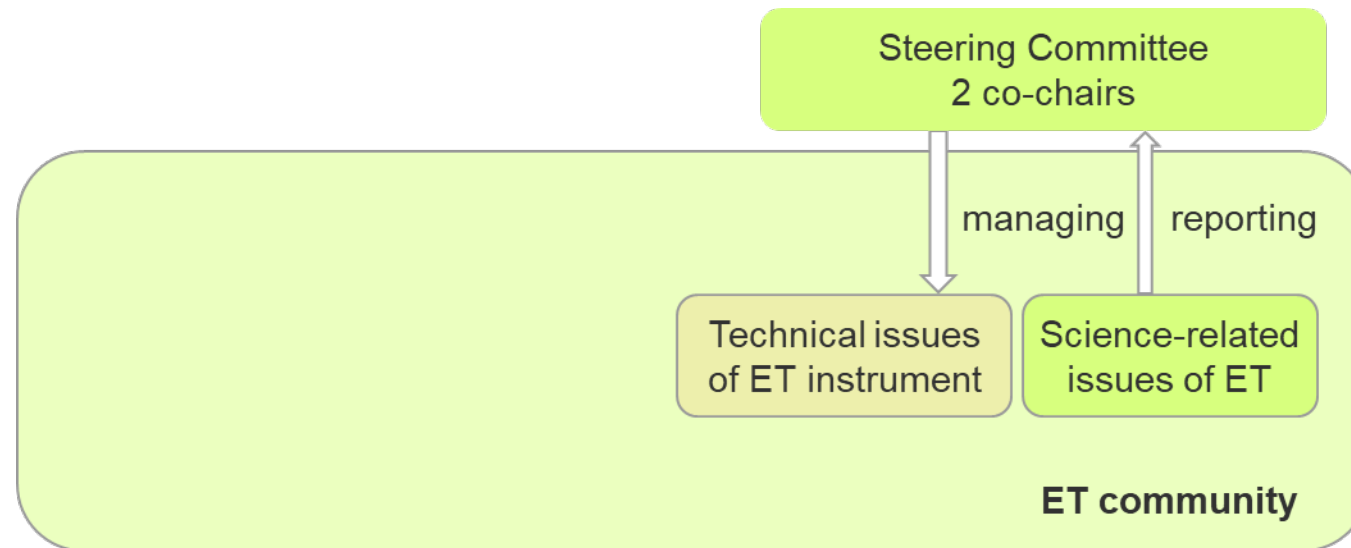 Steering Committee
2 co-chairs
managing
reporting
Technical issues
of ET instrument
Science-related
issues of ET
ET community